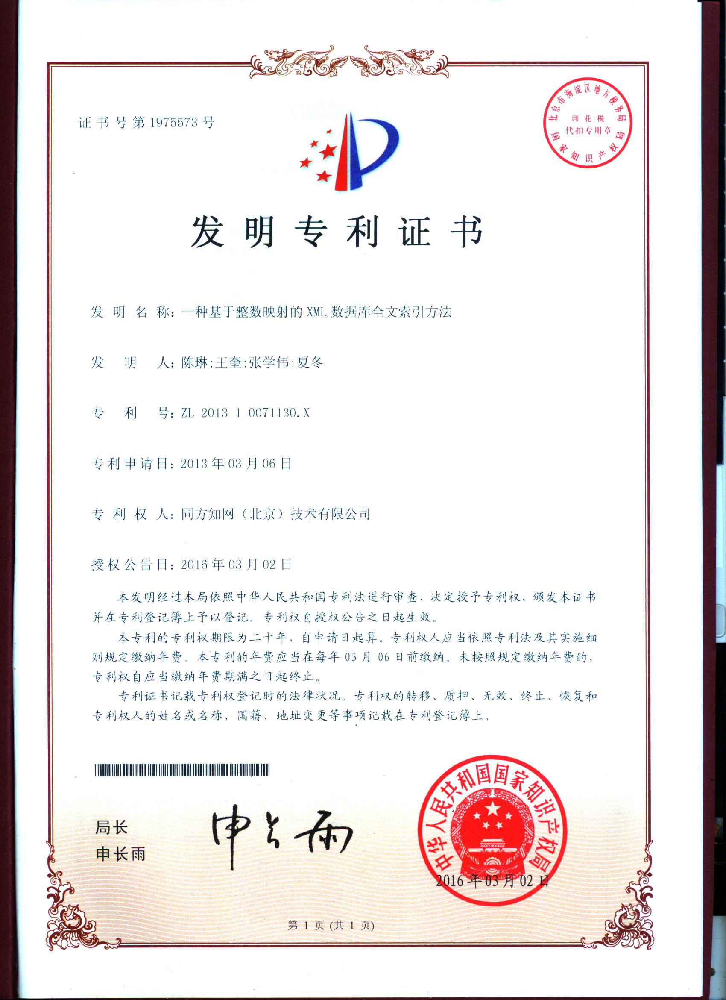 证书号第1975573号
北京市海淀区地方税务局
印花税
代扣专用章
国家知识产权局
发明专利证书
发明名称：一种基于整数映射的XML数据库全文索引方法
发明人：陈琳;王奎;张学伟;夏冬
专利号：ZL 2013 1 0071130.X
专利申请日：2013年03月06日
专利权人：同方知网（北京）技术有限公司
授权公告日：2016年03月02日
本发明经过本局依照中华人民共和国专利法进行审查，决定授予专利权，颁发本证书
并在专利登记簿上予以登记。专利权自授权公告之日起生效。
本专利的专利权期限为二十年，自申请日起算。专利权人应当依照专利法及其实施细
则规定缴纳年费。本专利的年费应当在每年03月06日前缴纳。未按照规定缴纳年费的，
专利权自应当缴纳年费期满之日起终止。
专利证书记载专利权登记时的法律状况。专利权的转移、质押、无效、终止、恢复和
专利权人的姓名或名称、国籍、地址变更等事项记载在专利登记簿上。
局长
申长雨
申长雨
中华人民共和国国家知识产权局
2016年03月02日
第1页(共1页)